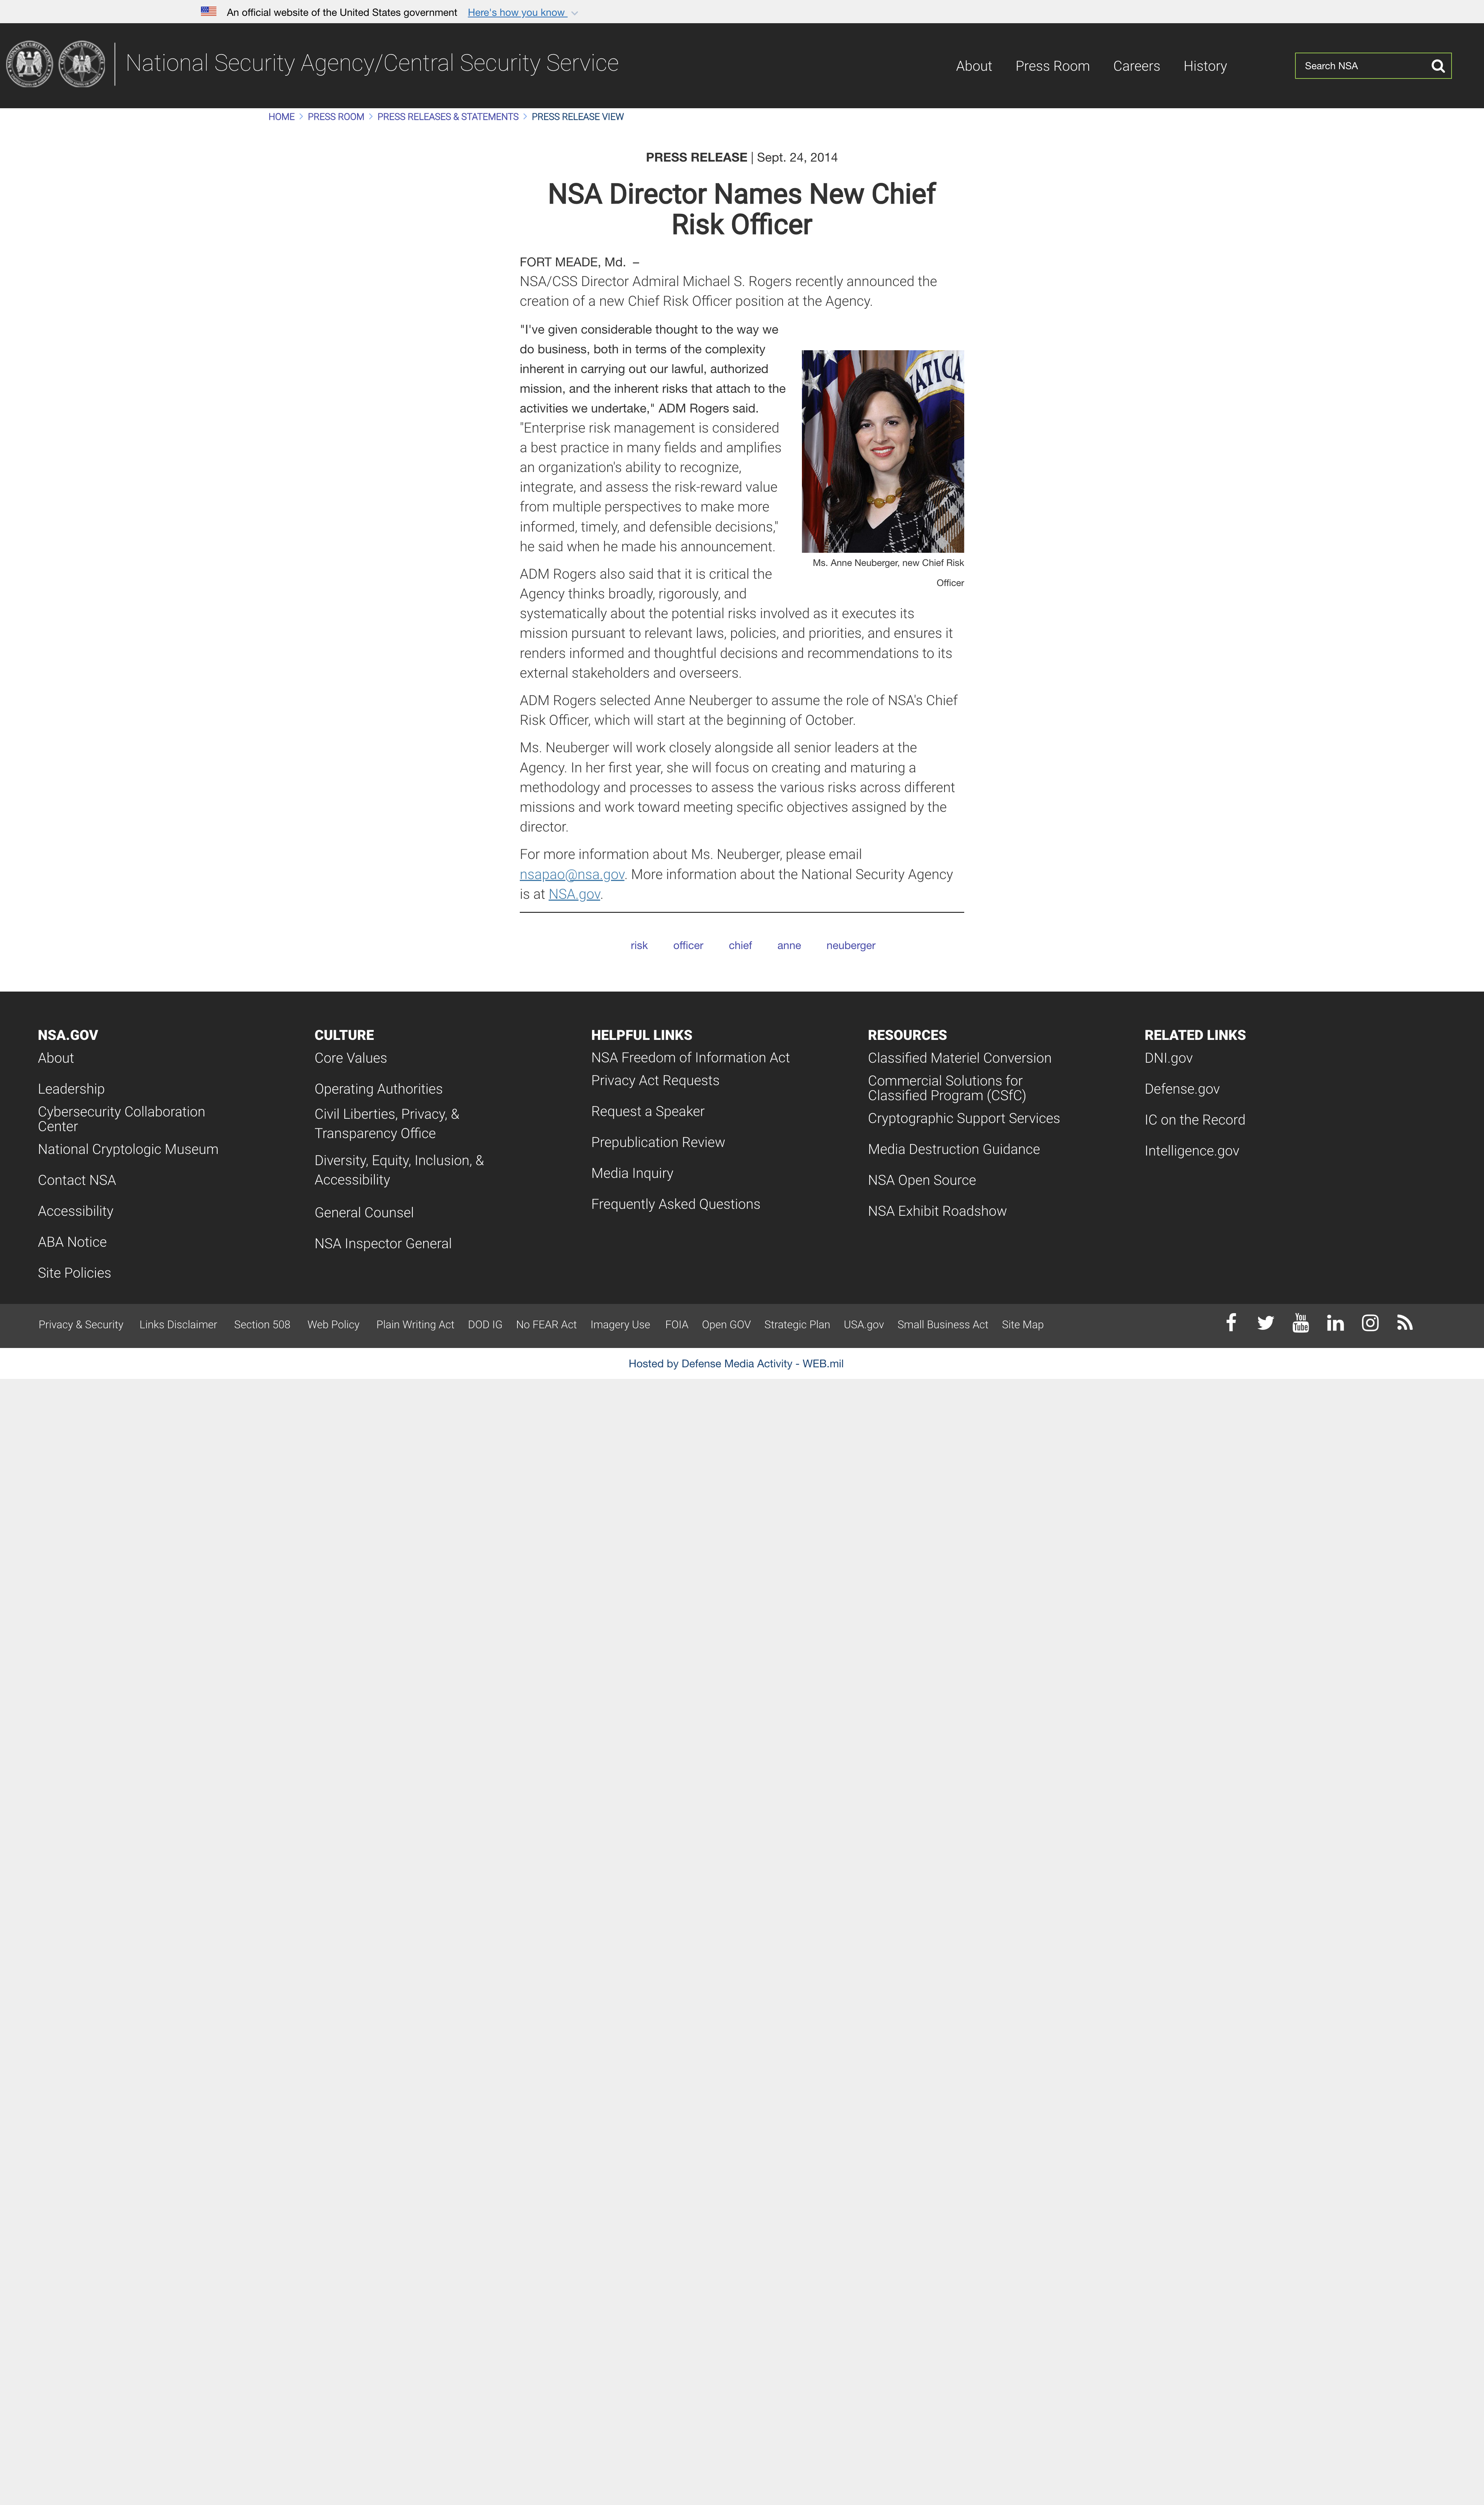 An official website of the United States government Here's how you know
National Security Agency/Central Security Service
About Press Room Careers History
Search NSA
HOME > PRESS ROOM > PRESS RELEASES & STATEMENTS > PRESS RELEASE VIEW
PRESS RELEASE | Sept. 24, 2014
NSA Director Names New Chief
Risk Officer
FORT MEADE, Md. –
NSA/CSS Director Admiral Michael S. Rogers recently announced the
creation of a new Chief Risk Officer position at the Agency.
"I've given considerable thought to the way we
do business, both in terms of the complexity
inherent in carrying out our lawful, authorized
mission, and the inherent risks that attach to the
activities we undertake," ADM Rogers said.
"Enterprise risk management is considered
a best practice in many fields and amplifies
an organization's ability to recognize,
integrate, and assess the risk-reward value
from multiple perspectives to make more
informed, timely, and defensible decisions,"
he said when he made his announcement.
Ms. Anne Neuberger, new Chief Risk
Officer
ADM Rogers also said that it is critical the
Agency thinks broadly, rigorously, and
systematically about the potential risks involved as it executes its
mission pursuant to relevant laws, policies, and priorities, and ensures it
renders informed and thoughtful decisions and recommendations to its
external stakeholders and overseers.
ADM Rogers selected Anne Neuberger to assume the role of NSA's Chief
Risk Officer, which will start at the beginning of October.
Ms. Neuberger will work closely alongside all senior leaders at the
Agency. In her first year, she will focus on creating and maturing a
methodology and processes to assess the various risks across different
missions and work toward meeting specific objectives assigned by the
director.
For more information about Ms. Neuberger, please email
nsapao@nsa.gov. More information about the National Security Agency
is at NSA.gov.
risk officer chief anne neuberger
NSA.GOV
About
Leadership
Cybersecurity Collaboration
Center
National Cryptologic Museum
Contact NSA
Accessibility
ABA Notice
Site Policies
CULTURE
Core Values
Operating Authorities
Civil Liberties, Privacy, &
Transparency Office
Diversity, Equity, Inclusion, &
Accessibility
General Counsel
NSA Inspector General
HELPFUL LINKS
NSA Freedom of Information Act
Privacy Act Requests
Request a Speaker
Prepublication Review
Media Inquiry
Frequently Asked Questions
RESOURCES
Classified Materiel Conversion
Commercial Solutions for
Classified Program (CSfC)
Cryptographic Support Services
Media Destruction Guidance
NSA Open Source
NSA Exhibit Roadshow
RELATED LINKS
DNI.gov
Defense.gov
IC on the Record
Intelligence.gov
Privacy & Security Links Disclaimer Section 508 Web Policy Plain Writing Act DOD IG No FEAR Act Imagery Use FOIA Open GOV Strategic Plan USA.gov Small Business Act Site Map
You Tube
Hosted by Defense Media Activity - WEB.mil